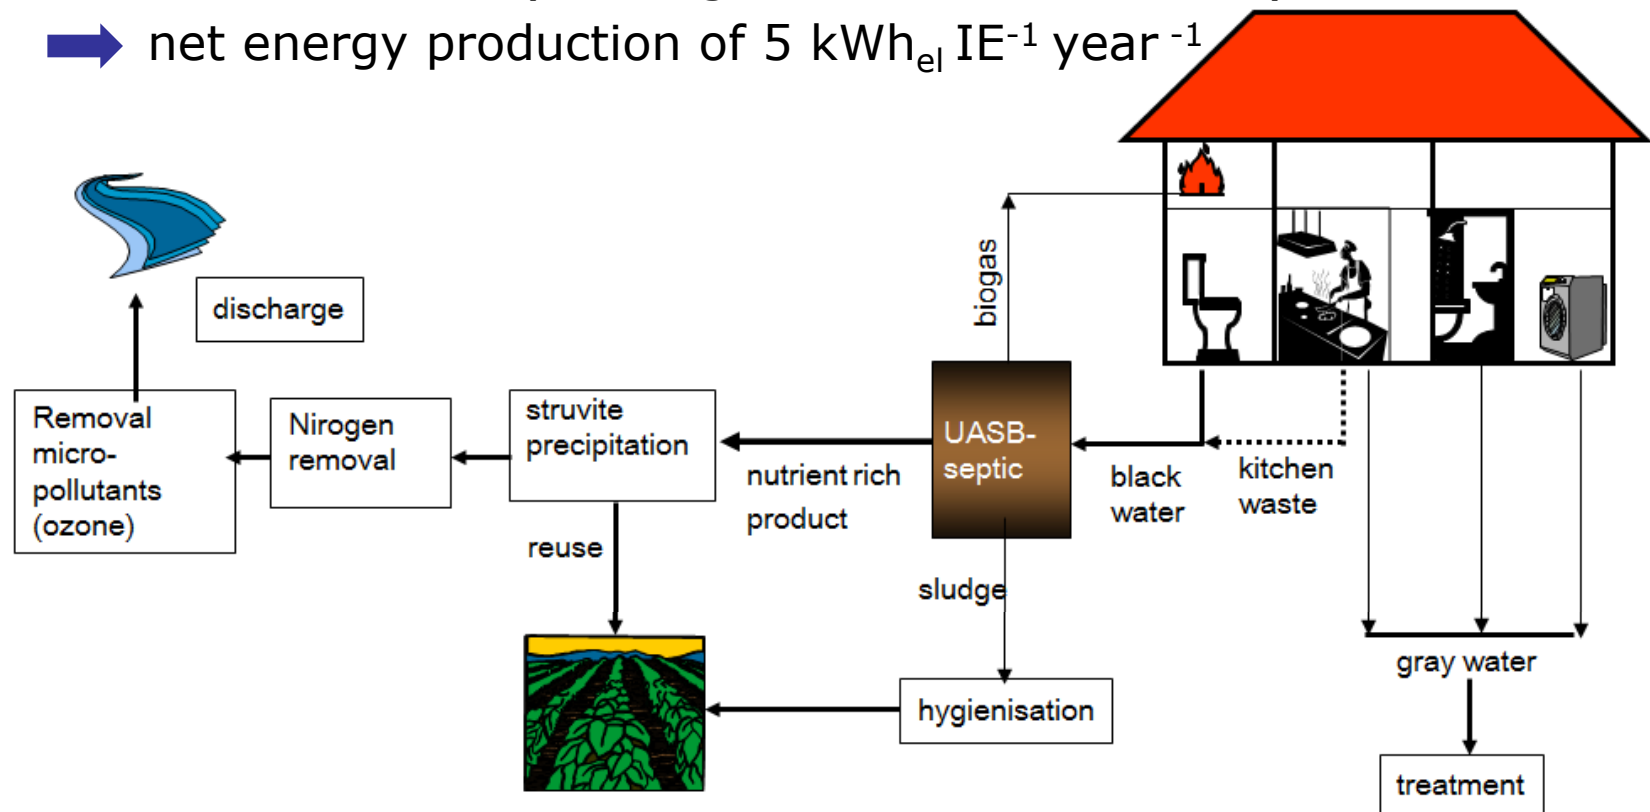 net energy production of 5 kWhel IE-1 year -1
biogas
discharge
Removal
micro-
pollutants
(ozone)
Nirogen
removal
struvite
precipitation
nutrient rich
product
UASB-
septic
black
water
kitchen
waste
reuse
sludge
hygienisation
gray water
treatment